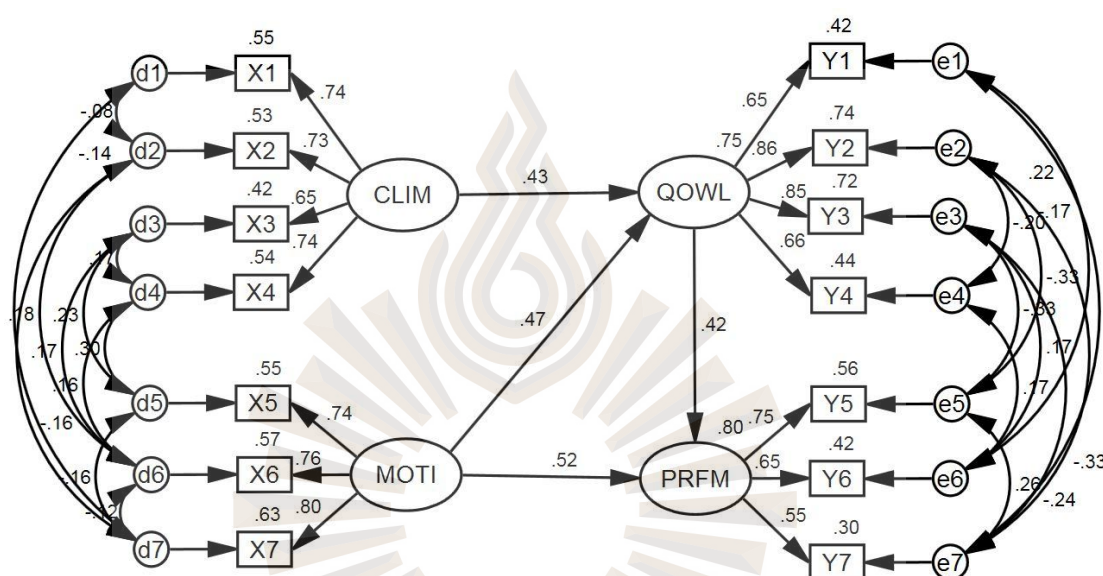 .55 .42
d1 X1 .74 .65 Y1 e1
-.08 .53 .75 .74
-.14 d2 X2 .73 .86 Y2 e2 .22
.42 CLIM .43 QOWL .72
d3 X3 .65 .85 Y3 e3 -.20 .17
.54 .74 .66 .44
d4 X4 Y4 e4 -.33
.18 .23 .47 .42 -.33
.17 .30 .17
.16 .55 .56 .17
d5 X5 .74 .75 Y5 e5
-.16 .57 .80 .42
-.16 d6 X6 .76 MOTI .52 PRFM .65 Y6 e6 -.33
.63 .80 .55 .30 .26 -.24
-.12 d7 X7 Y7 e7